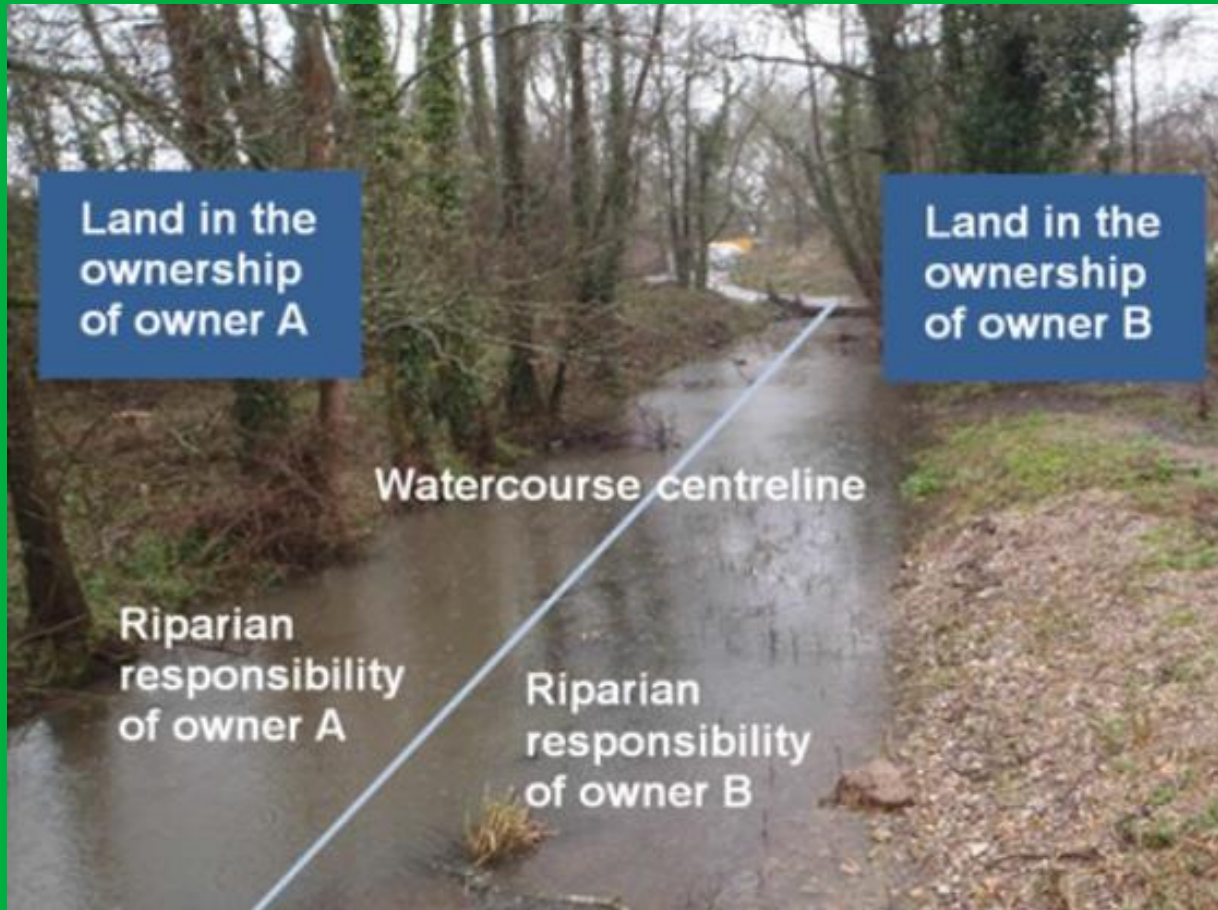 Land in the
ownership
of owner A
Land in the
ownership
of owner B
Watercourse centreline
Riparian
responsibility
of owner A
Riparian
responsibility
of owner B